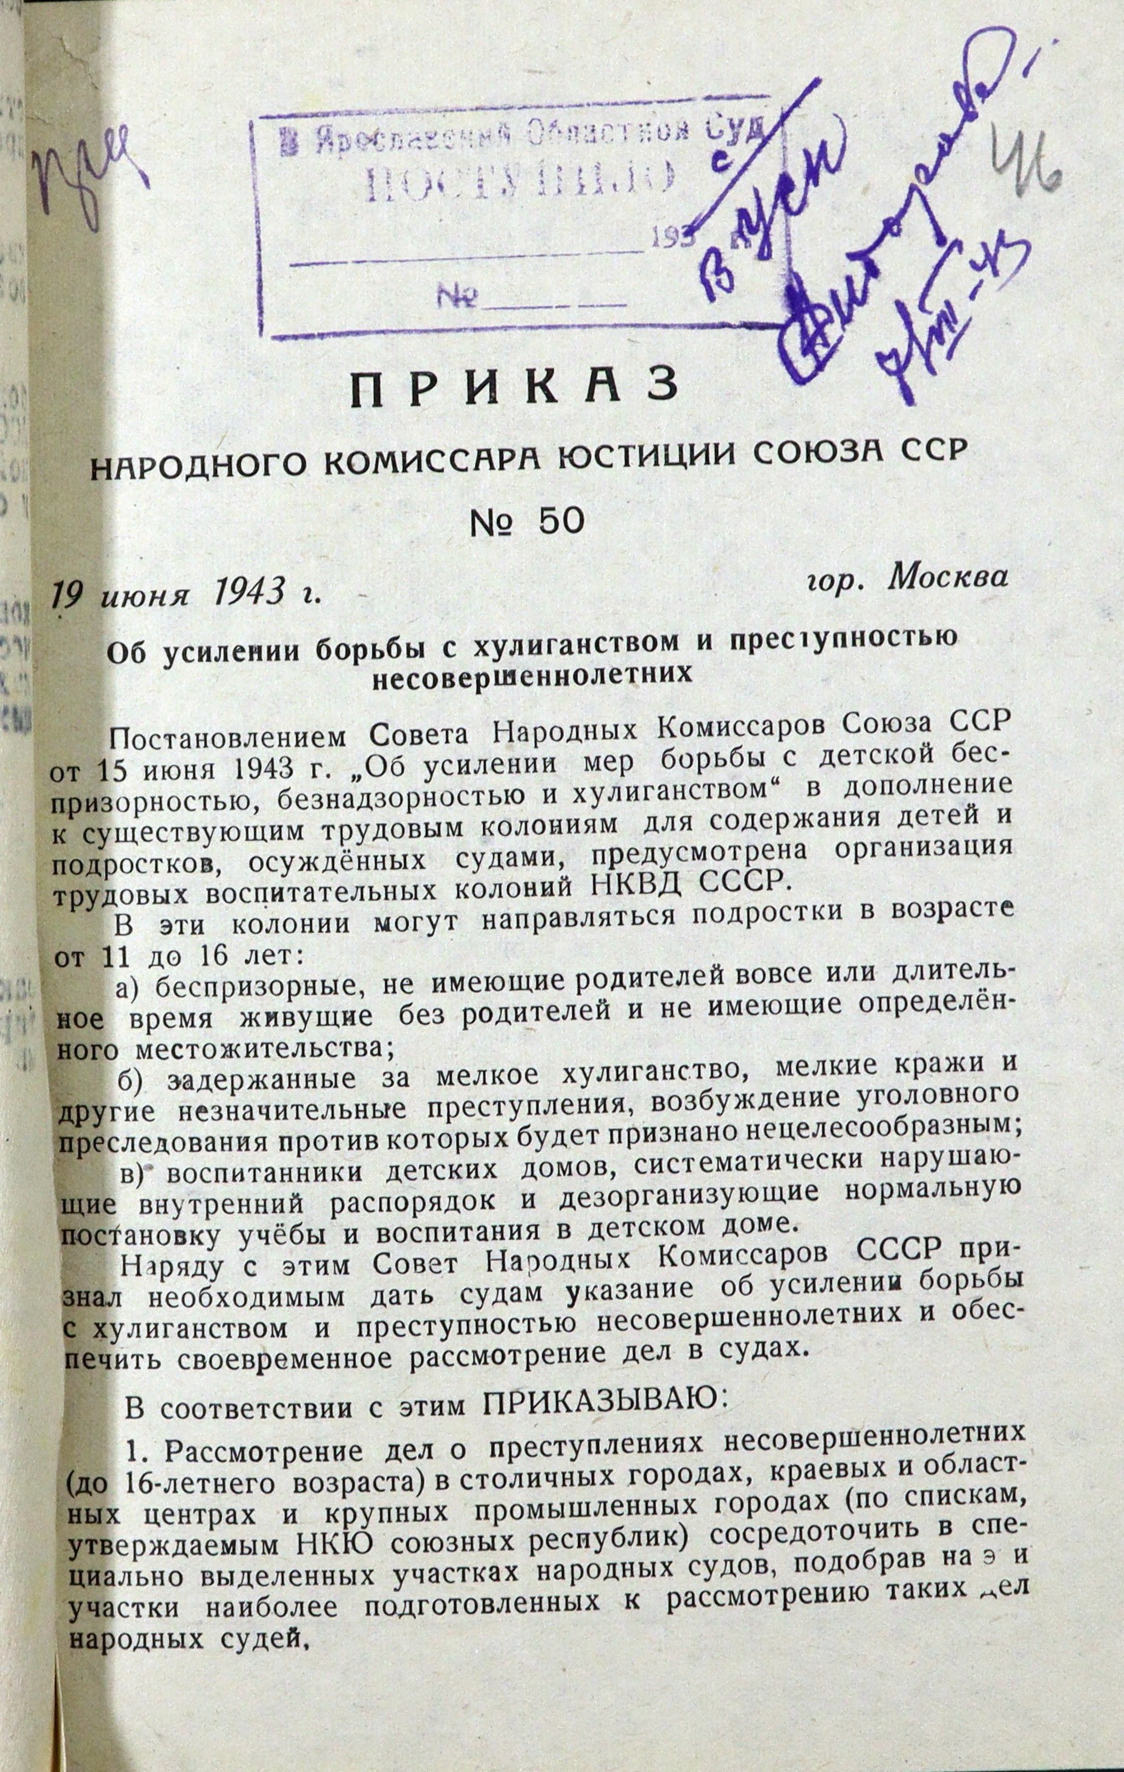 В Ярославский Областной Суд
ПОСТУПИЛО
193 г.
№
46
ПРИКАЗ
НАРОДНОГО КОМИССАРА ЮСТИЦИИ СОЮЗА ССР
№ 50
19 июня 1943 г. гор. Москва
Об усилении борьбы с хулиганством и преступностью
несовершеннолетних
Постановлением Совета Народных Комиссаров Союза ССР
от 15 июня 1943 г. „Об усилении мер борьбы с детской бес-
призорностью, безнадзорностью и хулиганством“ в дополнение
к существующим трудовым колониям для содержания детей и
подростков, осуждённых судами, предусмотрена организация
трудовых воспитательных колоний НКВД СССР.
В эти колонии могут направляться подростки в возрасте
от 11 до 16 лет:
а) беспризорные, не имеющие родителей вовсе или длитель-
ное время живущие без родителей и не имеющие определён-
ного местожительства;
б) задержанные за мелкое хулиганство, мелкие кражи и
другие незначительные преступления, возбуждение уголовного
преследования против которых будет признано нецелесообразным;
в) воспитанники детских домов, систематически нарушаю-
щие внутренний распорядок и дезорганизующие нормальную
постановку учёбы и воспитания в детском доме.
Наряду с этим Совет Народных Комиссаров СССР при-
знал необходимым дать судам указание об усилении борьбы
с хулиганством и преступностью несовершеннолетних и обес-
печить своевременное рассмотрение дел в судах.
В соответствии с этим ПРИКАЗЫВАЮ:
1. Рассмотрение дел о преступлениях несовершеннолетних
(до 16-летнего возраста) в столичных городах, краевых и област-
ных центрах и крупных промышленных городах (по спискам,
утверждаемым НКЮ союзных республик) сосредоточить в спе-
циально выделенных участках народных судов, подобрав на э и
участки наиболее подготовленных к рассмотрению таких дел
народных судей,